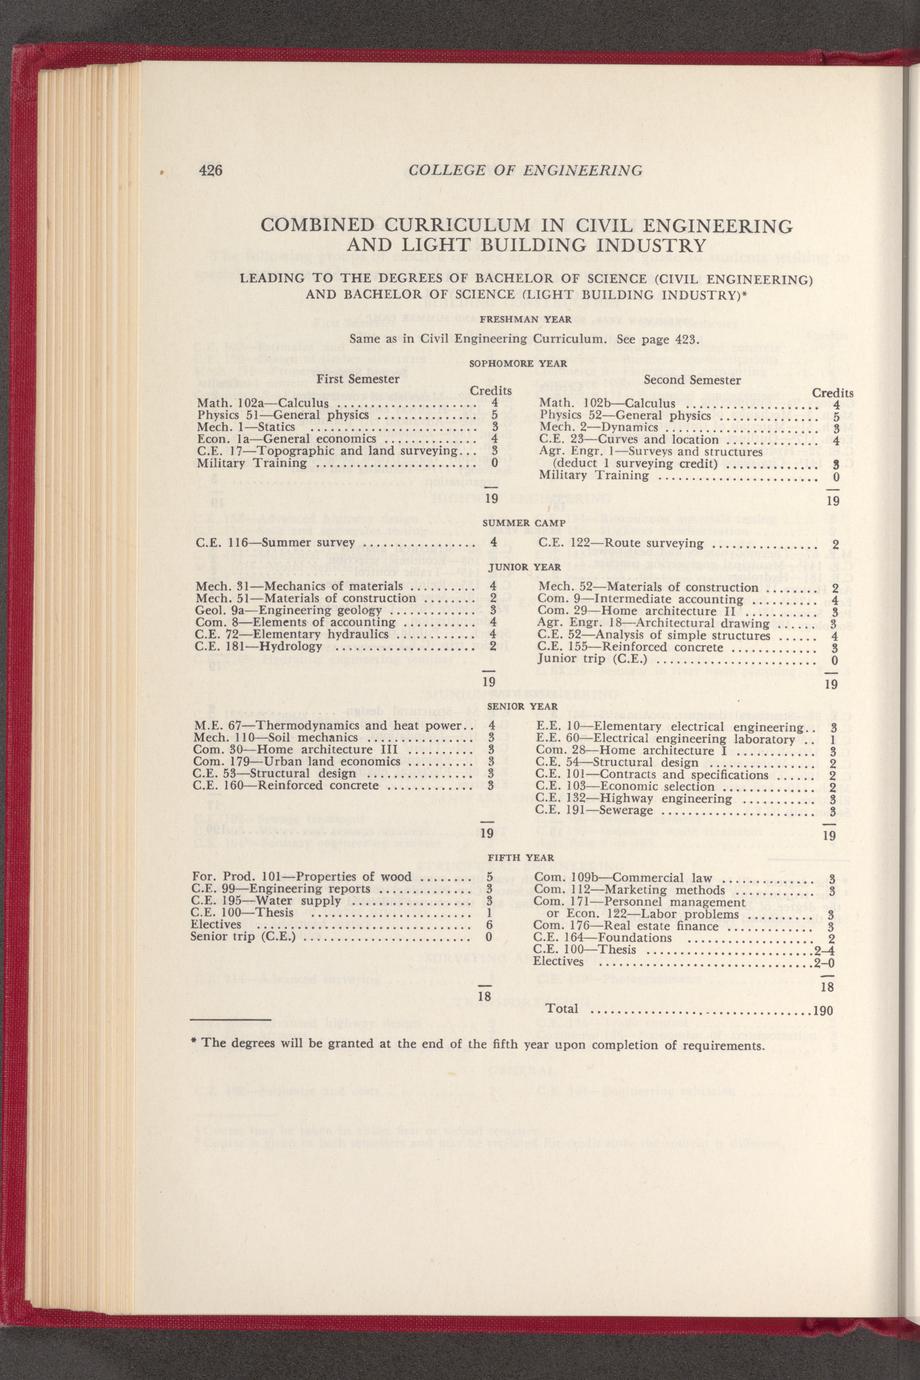 426
COLLEGE OF ENGINEERING
COMBINED CURRICULUM IN CIVIL ENGINEERING
AND LIGHT BUILDING INDUSTRY
LEADING TO THE DEGREES OF BACHELOR OF SCIENCE (CIVIL ENGINEERING)
AND BACHELOR OF SCIENCE (LIGHT BUILDING INDUSTRY)*
FRESHMAN YEAR
Same as in Civil Engineering Curriculum. See page 423.
SOPHOMORE YEAR
First Semester
Credits
Math. 102a—Calculus ..................... 4
Physics 51—General physics ............... 5
Mech. 1—Statics ......................... 3
Econ. 1a—General economics .............. 4
C.E. 17—Topographic and land surveying... 3
Military Training ........................ 0
19
Second Semester
Credits
Math. 102b—Calculus .................... 4
Physics 52—General physics ............... 5
Mech. 2—Dynamics ....................... 3
C.E. 23—Curves and location .............. 4
Agr. Engr. 1—Surveys and structures
(deduct 1 surveying credit) .............. 3
Military Training ........................ 0
19
SUMMER CAMP
C.E. 116—Summer survey ................. 4
C.E. 122—Route surveying ................ 2
JUNIOR YEAR
Mech. 31—Mechanics of materials .......... 4
Mech. 51—Materials of construction ........ 2
Geol. 9a—Engineering geology ............. 3
Com. 8—Elements of accounting ........... 4
C.E. 72—Elementary hydraulics ............ 4
C.E. 181—Hydrology ..................... 2
19
Mech. 52—Materials of construction ........ 2
Com. 9—Intermediate accounting .......... 4
Com. 29—Home architecture II ........... 3
Agr. Engr. 18—Architectural drawing ...... 3
C.E. 52—Analysis of simple structures ...... 4
C.E. 155—Reinforced concrete ............. 3
Junior trip (C.E.) ........................ 0
19
SENIOR YEAR
M.E. 67—Thermodynamics and heat power.. 4
Mech. 110—Soil mechanics ................ 3
Com. 30—Home architecture III .......... 3
Com. 179—Urban land economics .......... 3
C.E. 53—Structural design ................ 3
C.E. 160—Reinforced concrete ............. 3
19
E.E. 10—Elementary electrical engineering.. 3
E.E. 60—Electrical engineering laboratory .. 1
Com. 28—Home architecture I ............ 3
C.E. 54—Structural design ................ 2
C.E. 101—Contracts and specifications ...... 2
C.E. 103—Economic selection .............. 2
C.E. 132—Highway engineering ........... 3
C.E. 191—Sewerage ....................... 3
19
FIFTH YEAR
For. Prod. 101—Properties of wood ........ 5
C.E. 99—Engineering reports .............. 3
C.E. 195—Water supply .................. 3
C.E. 100—Thesis ........................ 1
Electives ................................ 6
Senior trip (C.E.) ......................... 0
18
Com. 109b—Commercial law .............. 3
Com. 112—Marketing methods ............ 3
Com. 171—Personnel management
or Econ. 122—Labor problems .......... 3
Com. 176—Real estate finance ............. 3
C.E. 164—Foundations ................... 2
C.E. 100—Thesis .........................2–4
Electives ................................2–0
18
Total .................................190
* The degrees will be granted at the end of the fifth year upon completion of requirements.